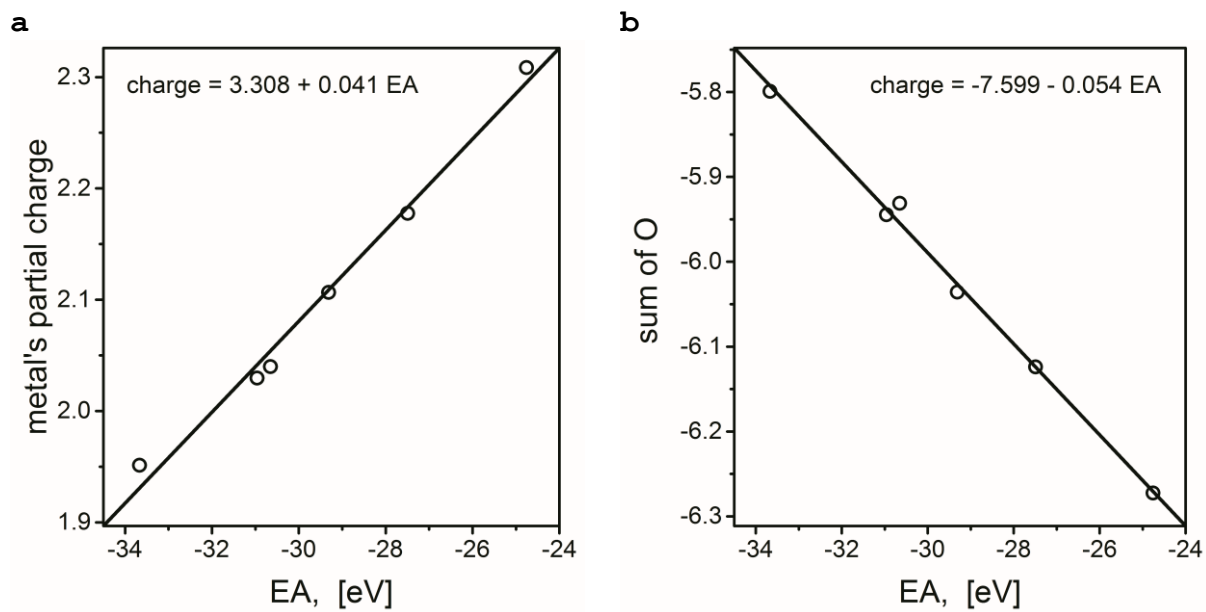 a
charge = 3.308 + 0.041 EA
metal's partial charge
2.3
2.2
2.1
2.0
1.9
-34
-32
-30
-28
-26
-24
EA, [eV]
b
charge = -7.599 - 0.054 EA
sum of O
-5.8
-5.9
-6.0
-6.1
-6.2
-6.3
-34
-32
-30
-28
-26
-24
EA, [eV]